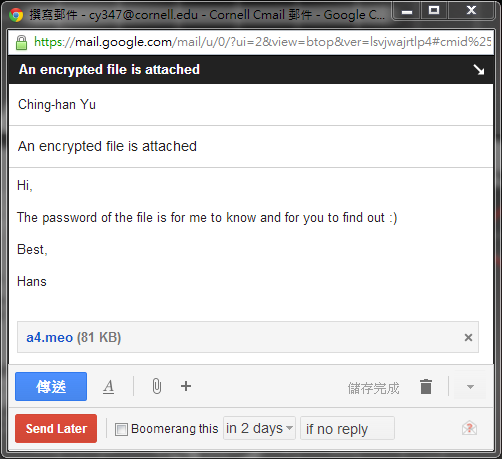 撰寫郵件 - cy347@cornell.edu - Cornell Cmail 郵件 - Google C...
https://mail.google.com/mail/u/0/?ui=2&view=btop&ver=lsvjwajrtlp4#cmid%25
An encrypted file is attached
Ching-han Yu
An encrypted file is attached
Hi,
The password of the file is for me to know and for you to find out :)
Best,
Hans
a4.meo (81 KB)
傳送 A 儲存完成
Send Later Boomerang this in 2 days if no reply